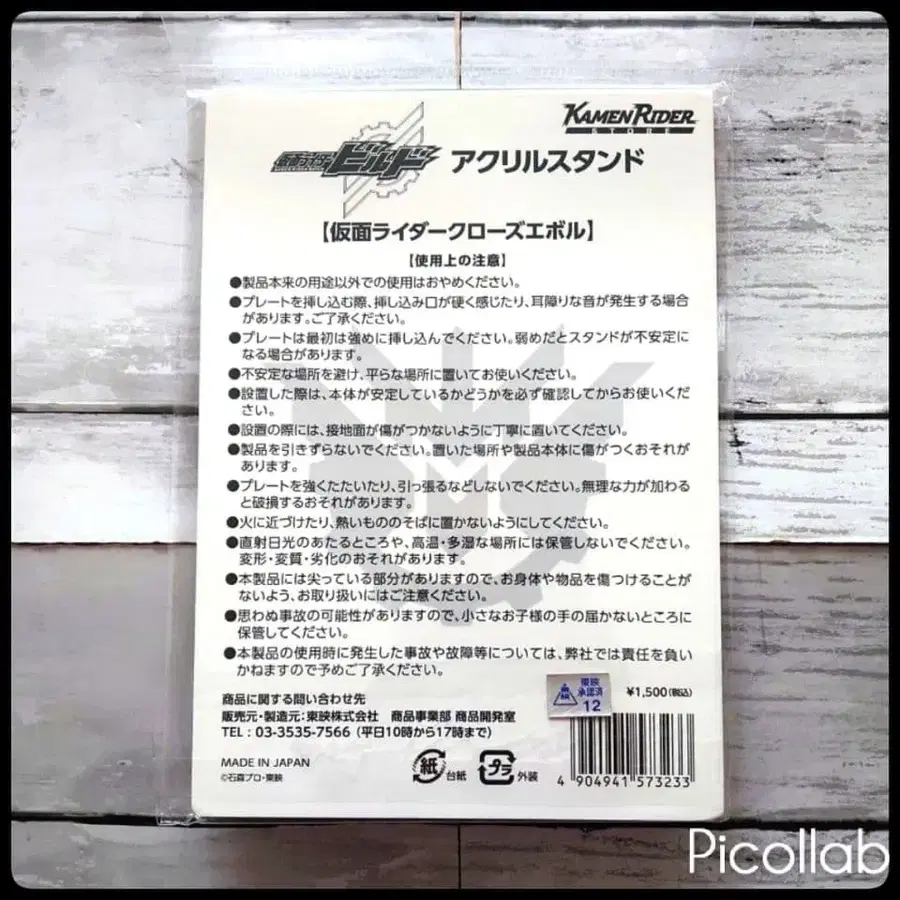 KAMEN RIDER
STORE
仮面ライダー
ビルド アクリルスタンド
【仮面ライダークローズエボル】
【使用上の注意】
●製品本来の用途以外での使用はおやめください。
●プレートを挿し込む際、挿し込み口が硬く感じたり、耳障りな音が発生する場合
があります。ご了承ください。
●プレートは最初は強めに挿し込んでください。弱めだとスタンドが不安定に
なる場合があります。
●不安定な場所を避け、平らな場所に置いてお使いください。
●設置した際は、本体が安定しているかどうかを必ず確認してからお使いくだ
さい。
●設置の際には、接地面が傷がつかないように丁寧に置いてください。
●製品を引きずらないでください。置いた場所や製品本体に傷がつくおそれが
あります。
●プレートを強くたたいたり、引っ張るなどしないでください。無理な力が加わる
と破損するおそれがあります。
●火に近づけたり、熱いもののそばに置かないようにしてください。
●直射日光のあたるところや、高温・多湿な場所には保管しないでください。
変形・変質・劣化のおそれがあります。
●本製品には尖っている部分がありますので、お身体や物品を傷つけることが
ないよう、お取り扱いにはご注意ください。
●思わぬ事故の可能性がありますので、小さなお子様の手の届かないところに
保管してください。
●本製品の使用時に発生した事故や故障等については、弊社では責任を負い
かねますので予めご了承ください。
商品に関する問い合わせ先
販売元・製造元：東映株式会社 商品事業部 商品開発室
TEL：03-3535-7566（平日10時から17時まで）
東映
承認済
12
¥1,500(税込)
MADE IN JAPAN
©石森プロ・東映
紙 台紙
プラ 外装
4 904941 573233
Picollab